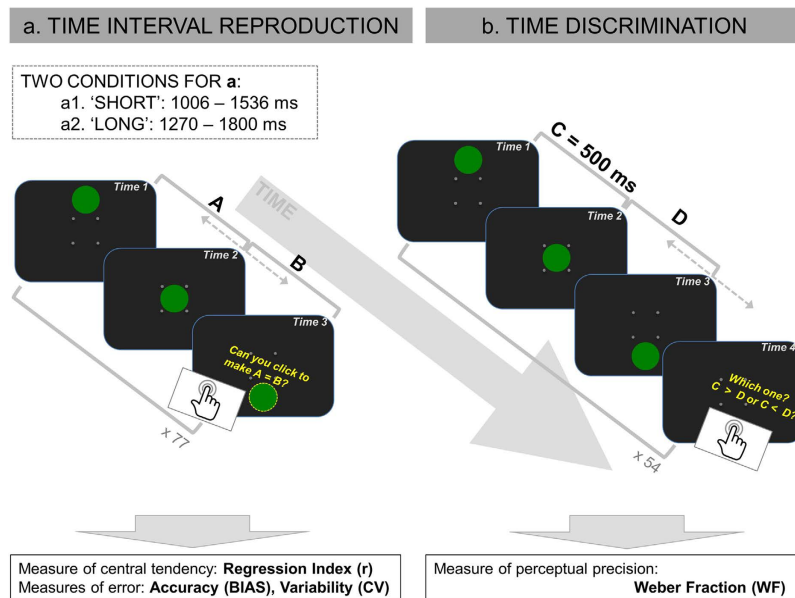 a. TIME INTERVAL REPRODUCTION
TWO CONDITIONS FOR a:
a1. ‘SHORT’: 1006 – 1536 ms
a2. ‘LONG’: 1270 – 1800 ms
Time 1
A
Time 2
B
Time 3
Can you click to
make A = B?
x 77
TIME
Measure of central tendency: Regression Index (r)
Measures of error: Accuracy (BIAS), Variability (CV)
b. TIME DISCRIMINATION
Time 1
C = 500 ms
Time 2
D
Time 3
Time 4
Which one?
C > D or C < D?
x 54
Measure of perceptual precision:
Weber Fraction (WF)